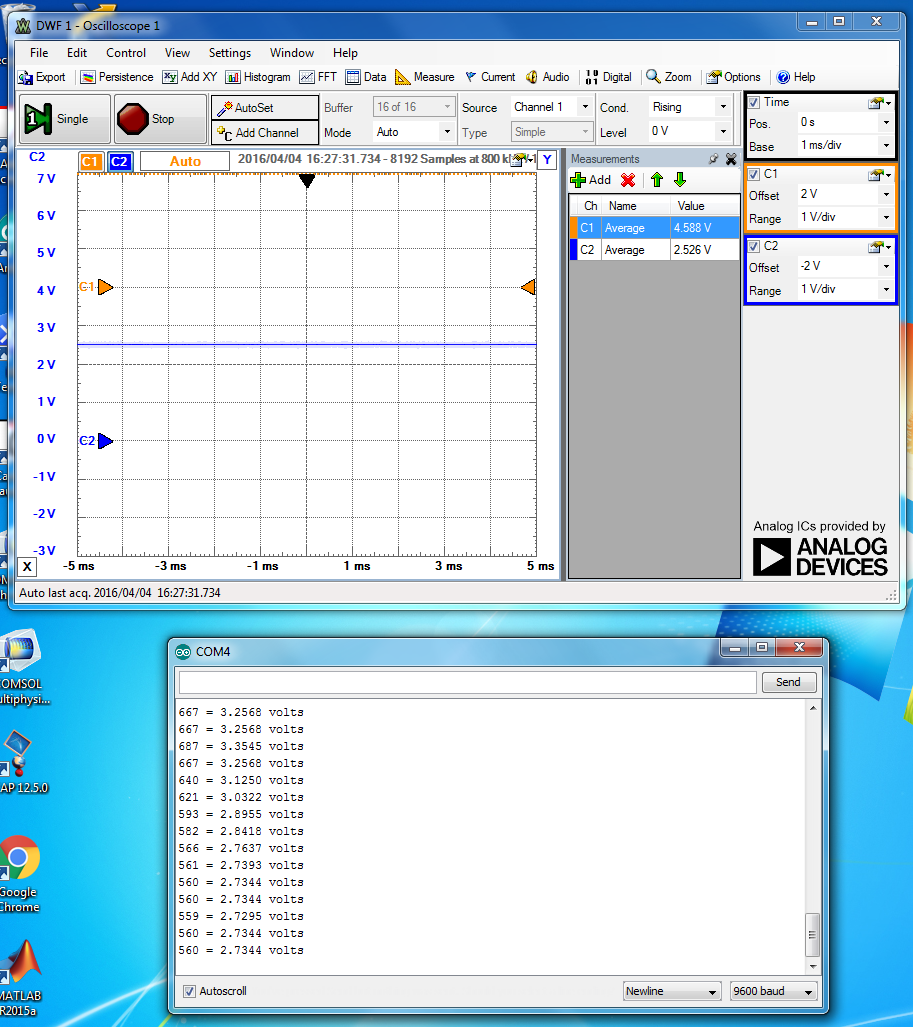 DWF 1 - Oscilloscope 1
File Edit Control View Settings Window Help
Export Persistence Add XY Histogram FFT Data Measure Current Audio Digital Zoom Options Help
1 Single Stop AutoSet Buffer 16 of 16 Source Channel 1 Cond. Rising
C Add Channel Mode Auto Type Simple Level 0 V
Time
Pos. 0 s
Base 1 ms/div
C1
Offset 2 V
Range 1 V/div
C2
Offset -2 V
Range 1 V/div
C2 C1 C2 Auto 2016/04/04 16:27:31.734 - 8192 Samples at 800 Y
7 V
6 V
5 V
4 V
3 V
2 V
1 V
0 V
-1 V
-2 V
-3 V
C1
C2
X -5 ms -3 ms -1 ms 1 ms 3 ms 5 ms
Measurements
Add
Ch Name Value
C1 Average 4.588 V
C2 Average 2.526 V
Analog ICs provided by
ANALOG
DEVICES
Auto last acq. 2016/04/04 16:27:31.734
COM4
Send
667 = 3.2568 volts
667 = 3.2568 volts
687 = 3.3545 volts
667 = 3.2568 volts
640 = 3.1250 volts
621 = 3.0322 volts
593 = 2.8955 volts
582 = 2.8418 volts
566 = 2.7637 volts
561 = 2.7393 volts
560 = 2.7344 volts
560 = 2.7344 volts
559 = 2.7295 volts
560 = 2.7344 volts
560 = 2.7344 volts
Autoscroll Newline 9600 baud
OMSOL
ultiphysi...
AP 12.5.0
Google
Chrome
MATLAB
R2015a